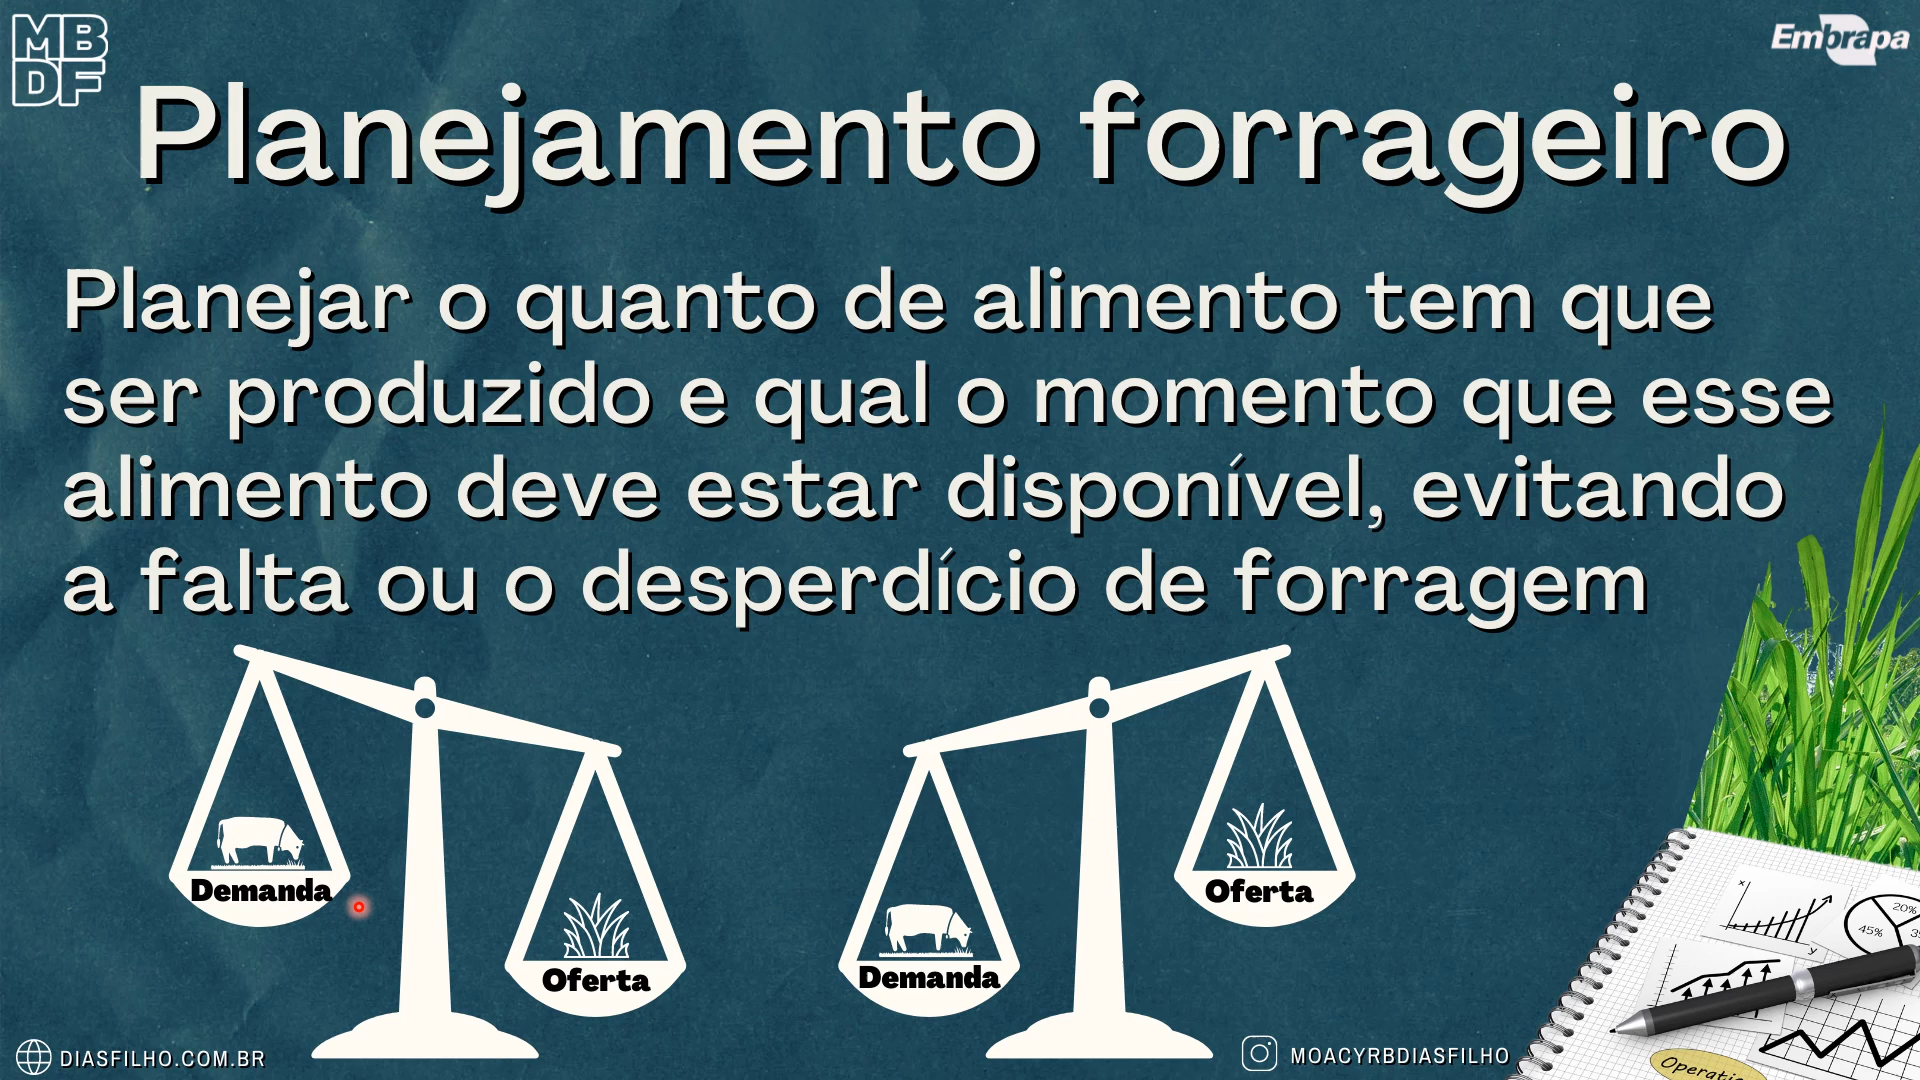 MB
DF
Embrapa
Planejamento forrageiro
Planejar o quanto de alimento tem que
ser produzido e qual o momento que esse
alimento deve estar disponível, evitando
a falta ou o desperdício de forragem
Demanda
Oferta
Demanda
Oferta
x
y
20%
45%
DIASFILHO.COM.BR
MOACYRBDIASFILHO